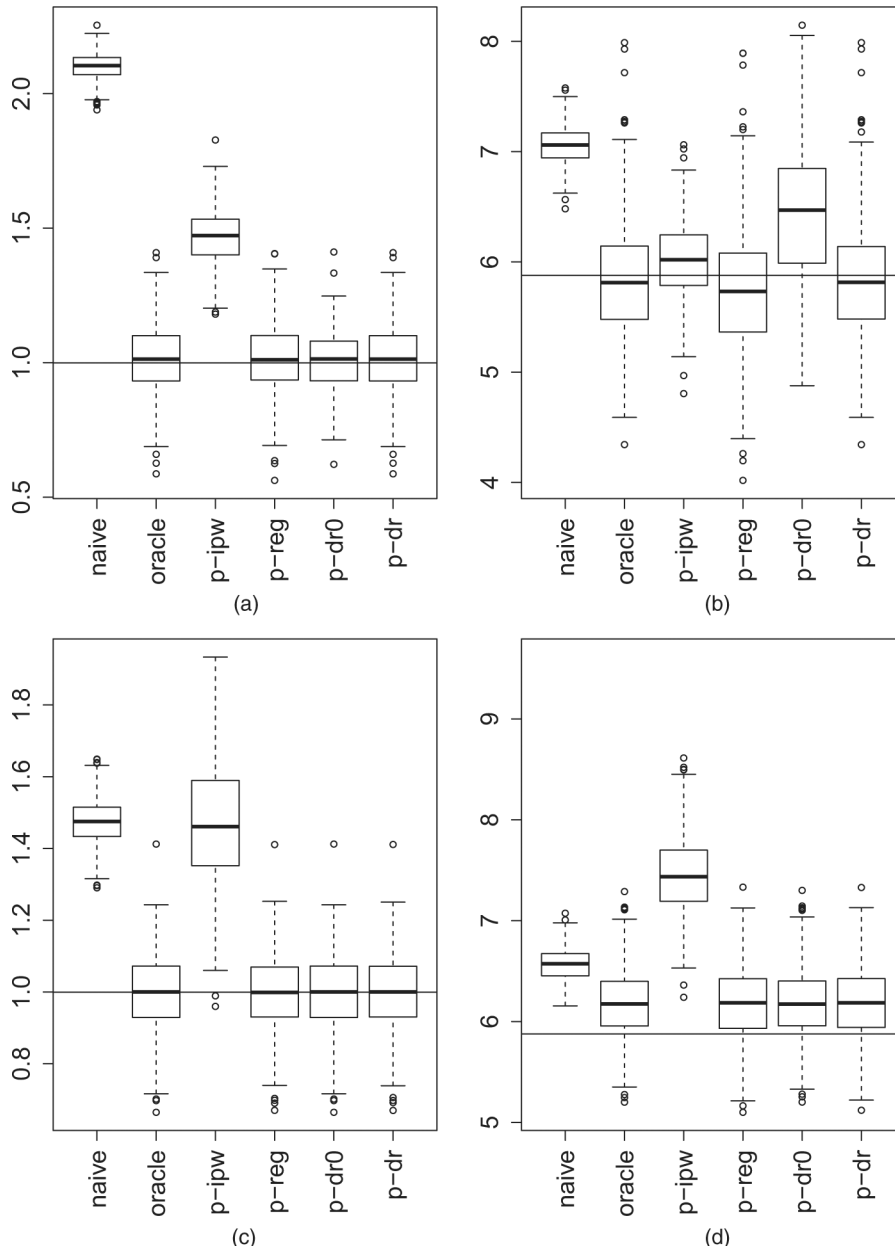 2.0
1.5
1.0
0.5
naive
oracle
p-ipw
p-reg
p-dr0
p-dr
(a)
8
7
6
5
4
naive
oracle
p-ipw
p-reg
p-dr0
p-dr
(b)
1.8
1.6
1.4
1.2
1.0
0.8
naive
oracle
p-ipw
p-reg
p-dr0
p-dr
(c)
9
8
7
6
5
naive
oracle
p-ipw
p-reg
p-dr0
p-dr
(d)